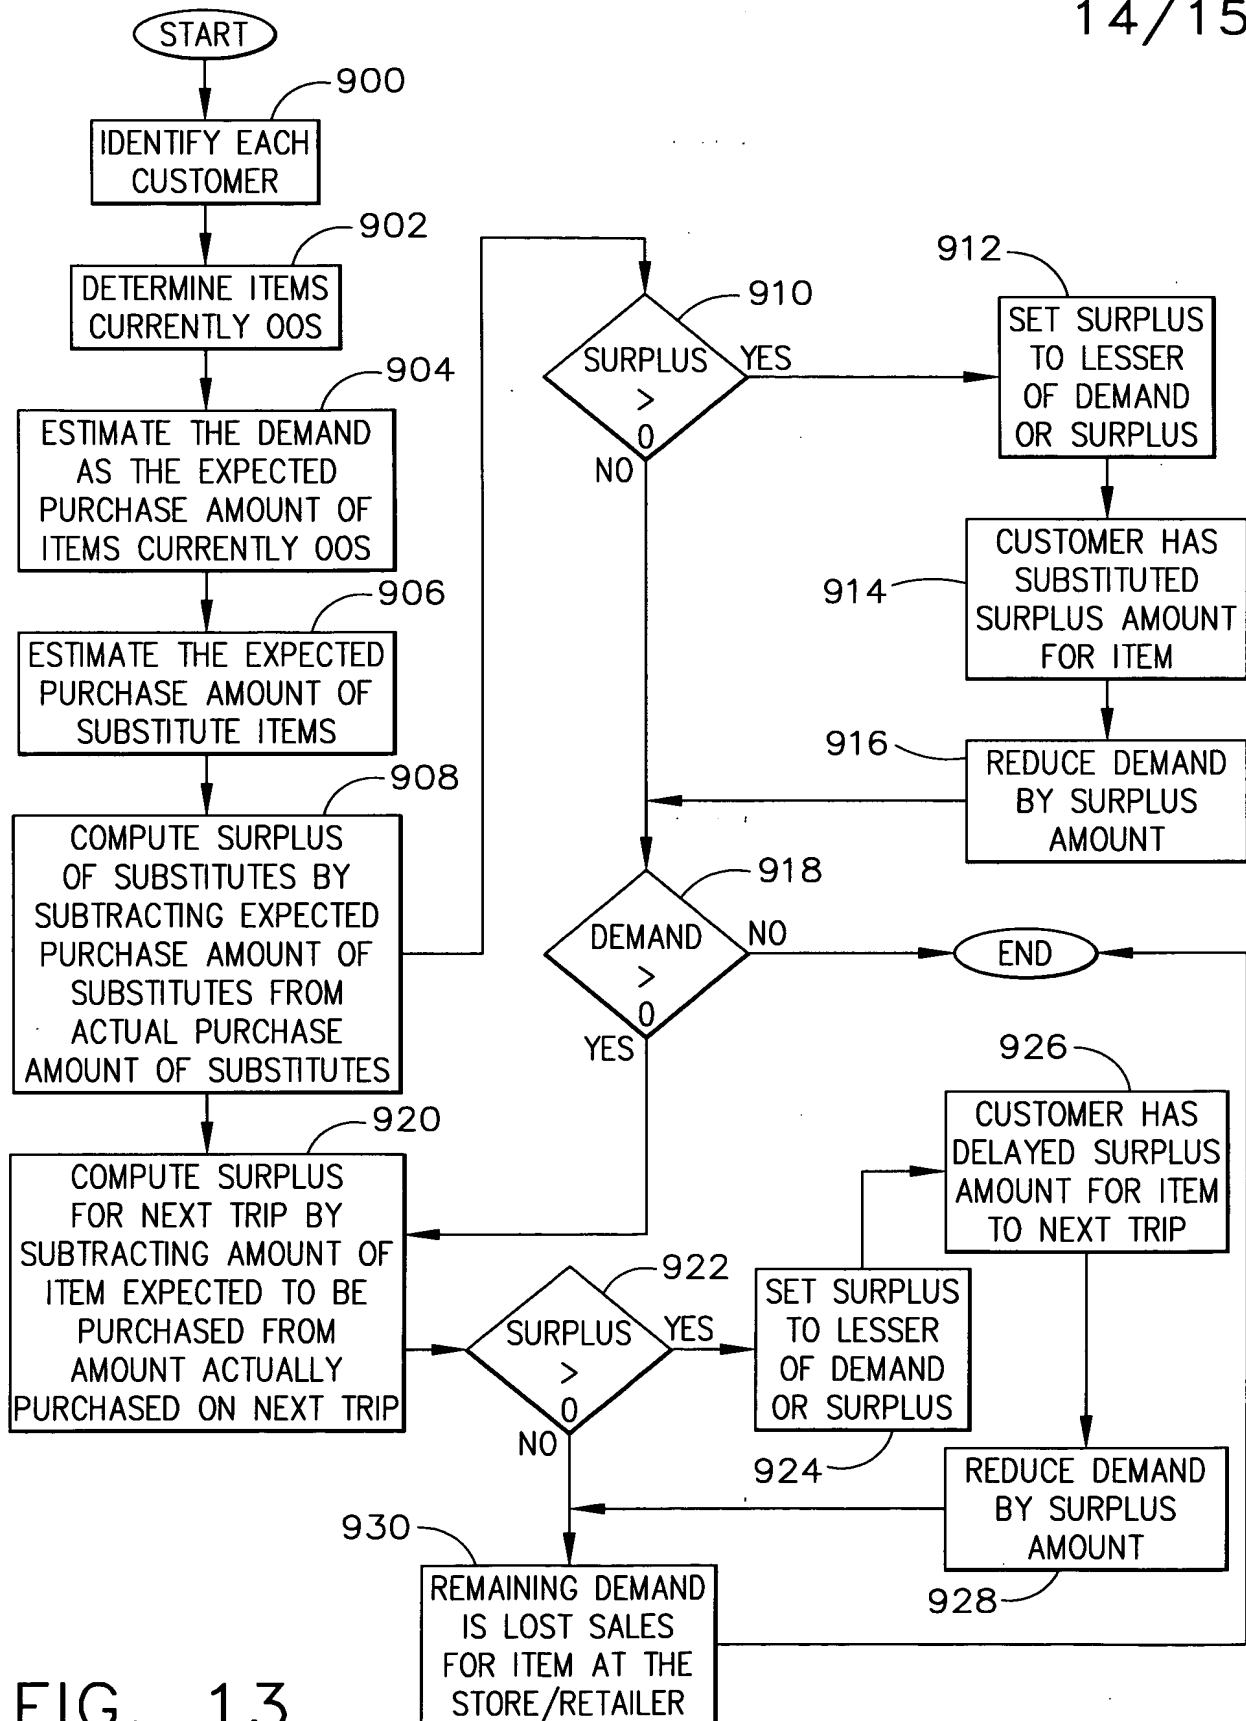 14/15
START
900
IDENTIFY EACH
CUSTOMER
902
DETERMINE ITEMS
CURRENTLY OOS
904
ESTIMATE THE DEMAND
AS THE EXPECTED
PURCHASE AMOUNT OF
ITEMS CURRENTLY OOS
906
ESTIMATE THE EXPECTED
PURCHASE AMOUNT OF
SUBSTITUTE ITEMS
908
COMPUTE SURPLUS
OF SUBSTITUTES BY
SUBTRACTING EXPECTED
PURCHASE AMOUNT OF
SUBSTITUTES FROM
ACTUAL PURCHASE
AMOUNT OF SUBSTITUTES
910
SURPLUS
>
0
YES
NO
912
SET SURPLUS
TO LESSER
OF DEMAND
OR SURPLUS
914
CUSTOMER HAS
SUBSTITUTED
SURPLUS AMOUNT
FOR ITEM
916
REDUCE DEMAND
BY SURPLUS
AMOUNT
918
DEMAND
>
0
NO
YES
END
920
COMPUTE SURPLUS
FOR NEXT TRIP BY
SUBTRACTING AMOUNT OF
ITEM EXPECTED TO BE
PURCHASED FROM
AMOUNT ACTUALLY
PURCHASED ON NEXT TRIP
922
SURPLUS
>
0
YES
NO
SET SURPLUS
TO LESSER
OF DEMAND
OR SURPLUS
924
926
CUSTOMER HAS
DELAYED SURPLUS
AMOUNT FOR ITEM
TO NEXT TRIP
REDUCE DEMAND
BY SURPLUS
AMOUNT
928
930
REMAINING DEMAND
IS LOST SALES
FOR ITEM AT THE
STORE/RETAILER
FIG. 13